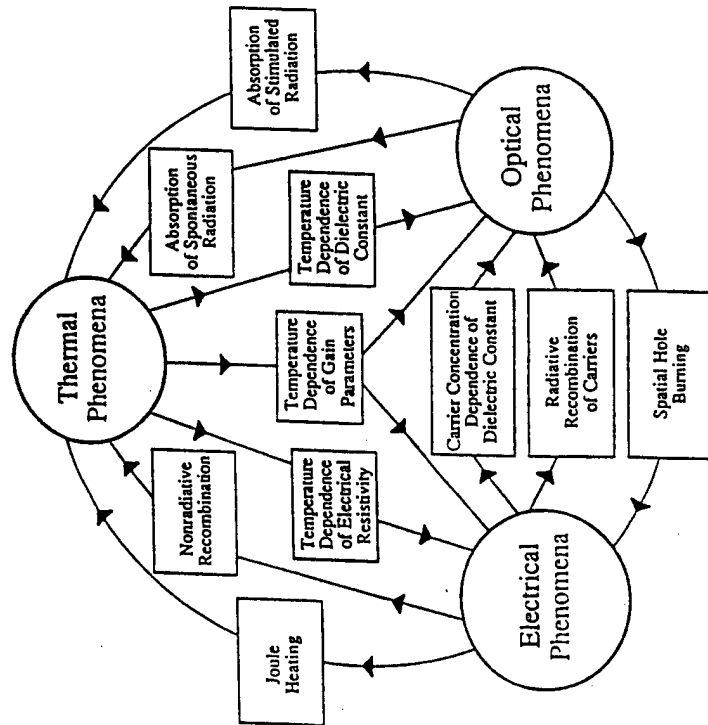 Thermal
Phenomena
Joule
Heating
Nonradiative
Recombination
Temperature
Dependence
of Electrical
Resistivity
Temperature
Dependence
of Gain
Parameters
Temperature
Dependence
of Dielectric
Constant
Absorption
of Spontaneous
Radiation
Absorption
of Stimulated
Radiation
Electrical
Phenomena
Carrier Concentration
Dependence of
Dielectric Constant
Radiative
Recombination
of Carriers
Spatial Hole
Burning
Optical
Phenomena